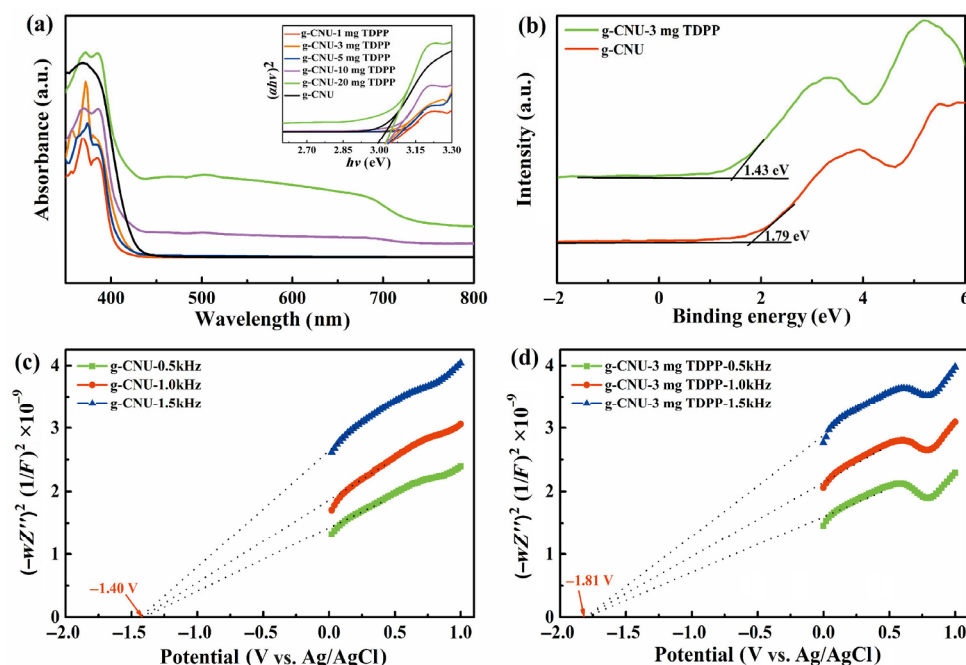 (a)
Absorbance (a.u.)
400 500 600 700 800
Wavelength (nm)
g-CNU-1 mg TDPP
g-CNU-3 mg TDPP
g-CNU-5 mg TDPP
g-CNU-10 mg TDPP
g-CNU-20 mg TDPP
g-CNU
(αhν)²
2.70 2.85 3.00 3.15 3.30
hν (eV)
(b)
g-CNU-3 mg TDPP
g-CNU
Intensity (a.u.)
1.43 eV
1.79 eV
−2 0 2 4 6
Binding energy (eV)
(c)
g-CNU-0.5kHz
g-CNU-1.0kHz
g-CNU-1.5kHz
(−wZ″)² (1/F)² ×10⁻⁹
4
3
2
1
0
−1.40 V
−2.0 −1.5 −1.0 −0.5 0.0 0.5 1.0
Potential (V vs. Ag/AgCl)
(d)
g-CNU-3 mg TDPP-0.5kHz
g-CNU-3 mg TDPP-1.0kHz
g-CNU-3 mg TDPP-1.5kHz
(−wZ″)² (1/F)² ×10⁻⁹
4
3
2
1
0
−1.81 V
−2.0 −1.5 −1.0 −0.5 0.0 0.5 1.0
Potential (V vs. Ag/AgCl)